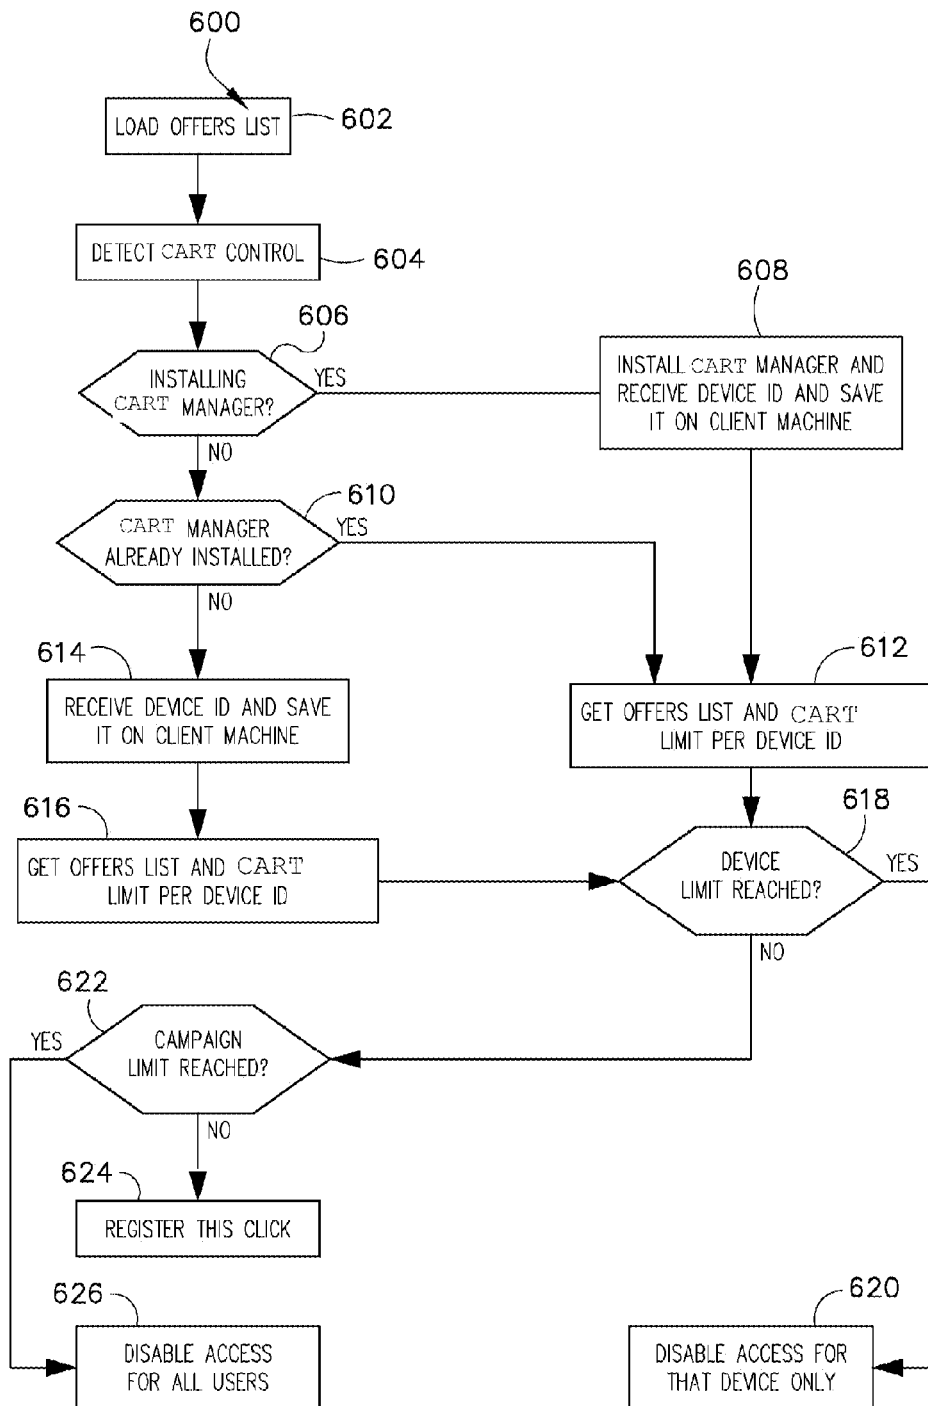 600
LOAD OFFERS LIST
602
DETECT CART CONTROL
604
606
INSTALLING
CART MANAGER?
YES
NO
608
INSTALL CART MANAGER AND
RECEIVE DEVICE ID AND SAVE
IT ON CLIENT MACHINE
610
CART MANAGER
ALREADY INSTALLED?
YES
NO
614
RECEIVE DEVICE ID AND SAVE
IT ON CLIENT MACHINE
612
GET OFFERS LIST AND CART
LIMIT PER DEVICE ID
616
GET OFFERS LIST AND CART
LIMIT PER DEVICE ID
618
DEVICE
LIMIT REACHED?
YES
NO
622
YES
CAMPAIGN
LIMIT REACHED?
NO
624
REGISTER THIS CLICK
626
DISABLE ACCESS
FOR ALL USERS
620
DISABLE ACCESS FOR
THAT DEVICE ONLY